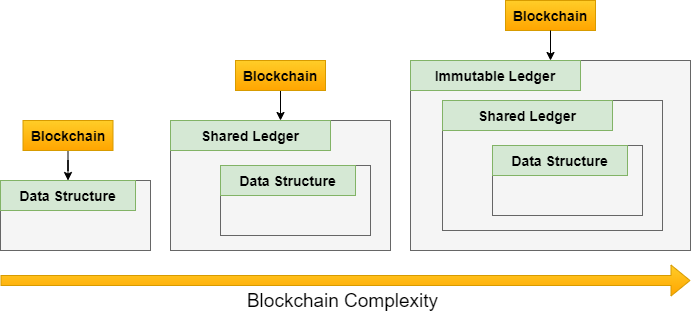 Blockchain
Data Structure
Blockchain
Shared Ledger
Data Structure
Blockchain
Immutable Ledger
Shared Ledger
Data Structure
Blockchain Complexity